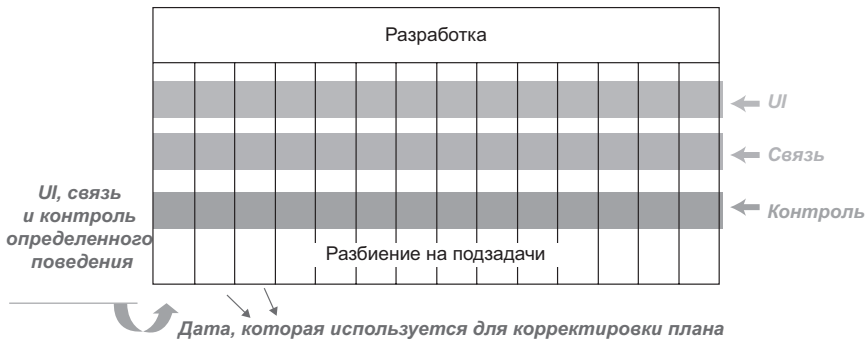 Разработка
UI
Связь
Контроль
UI, связь
и контроль
определенного
поведения
Разбиение на подзадачи
Дата, которая используется для корректировки плана